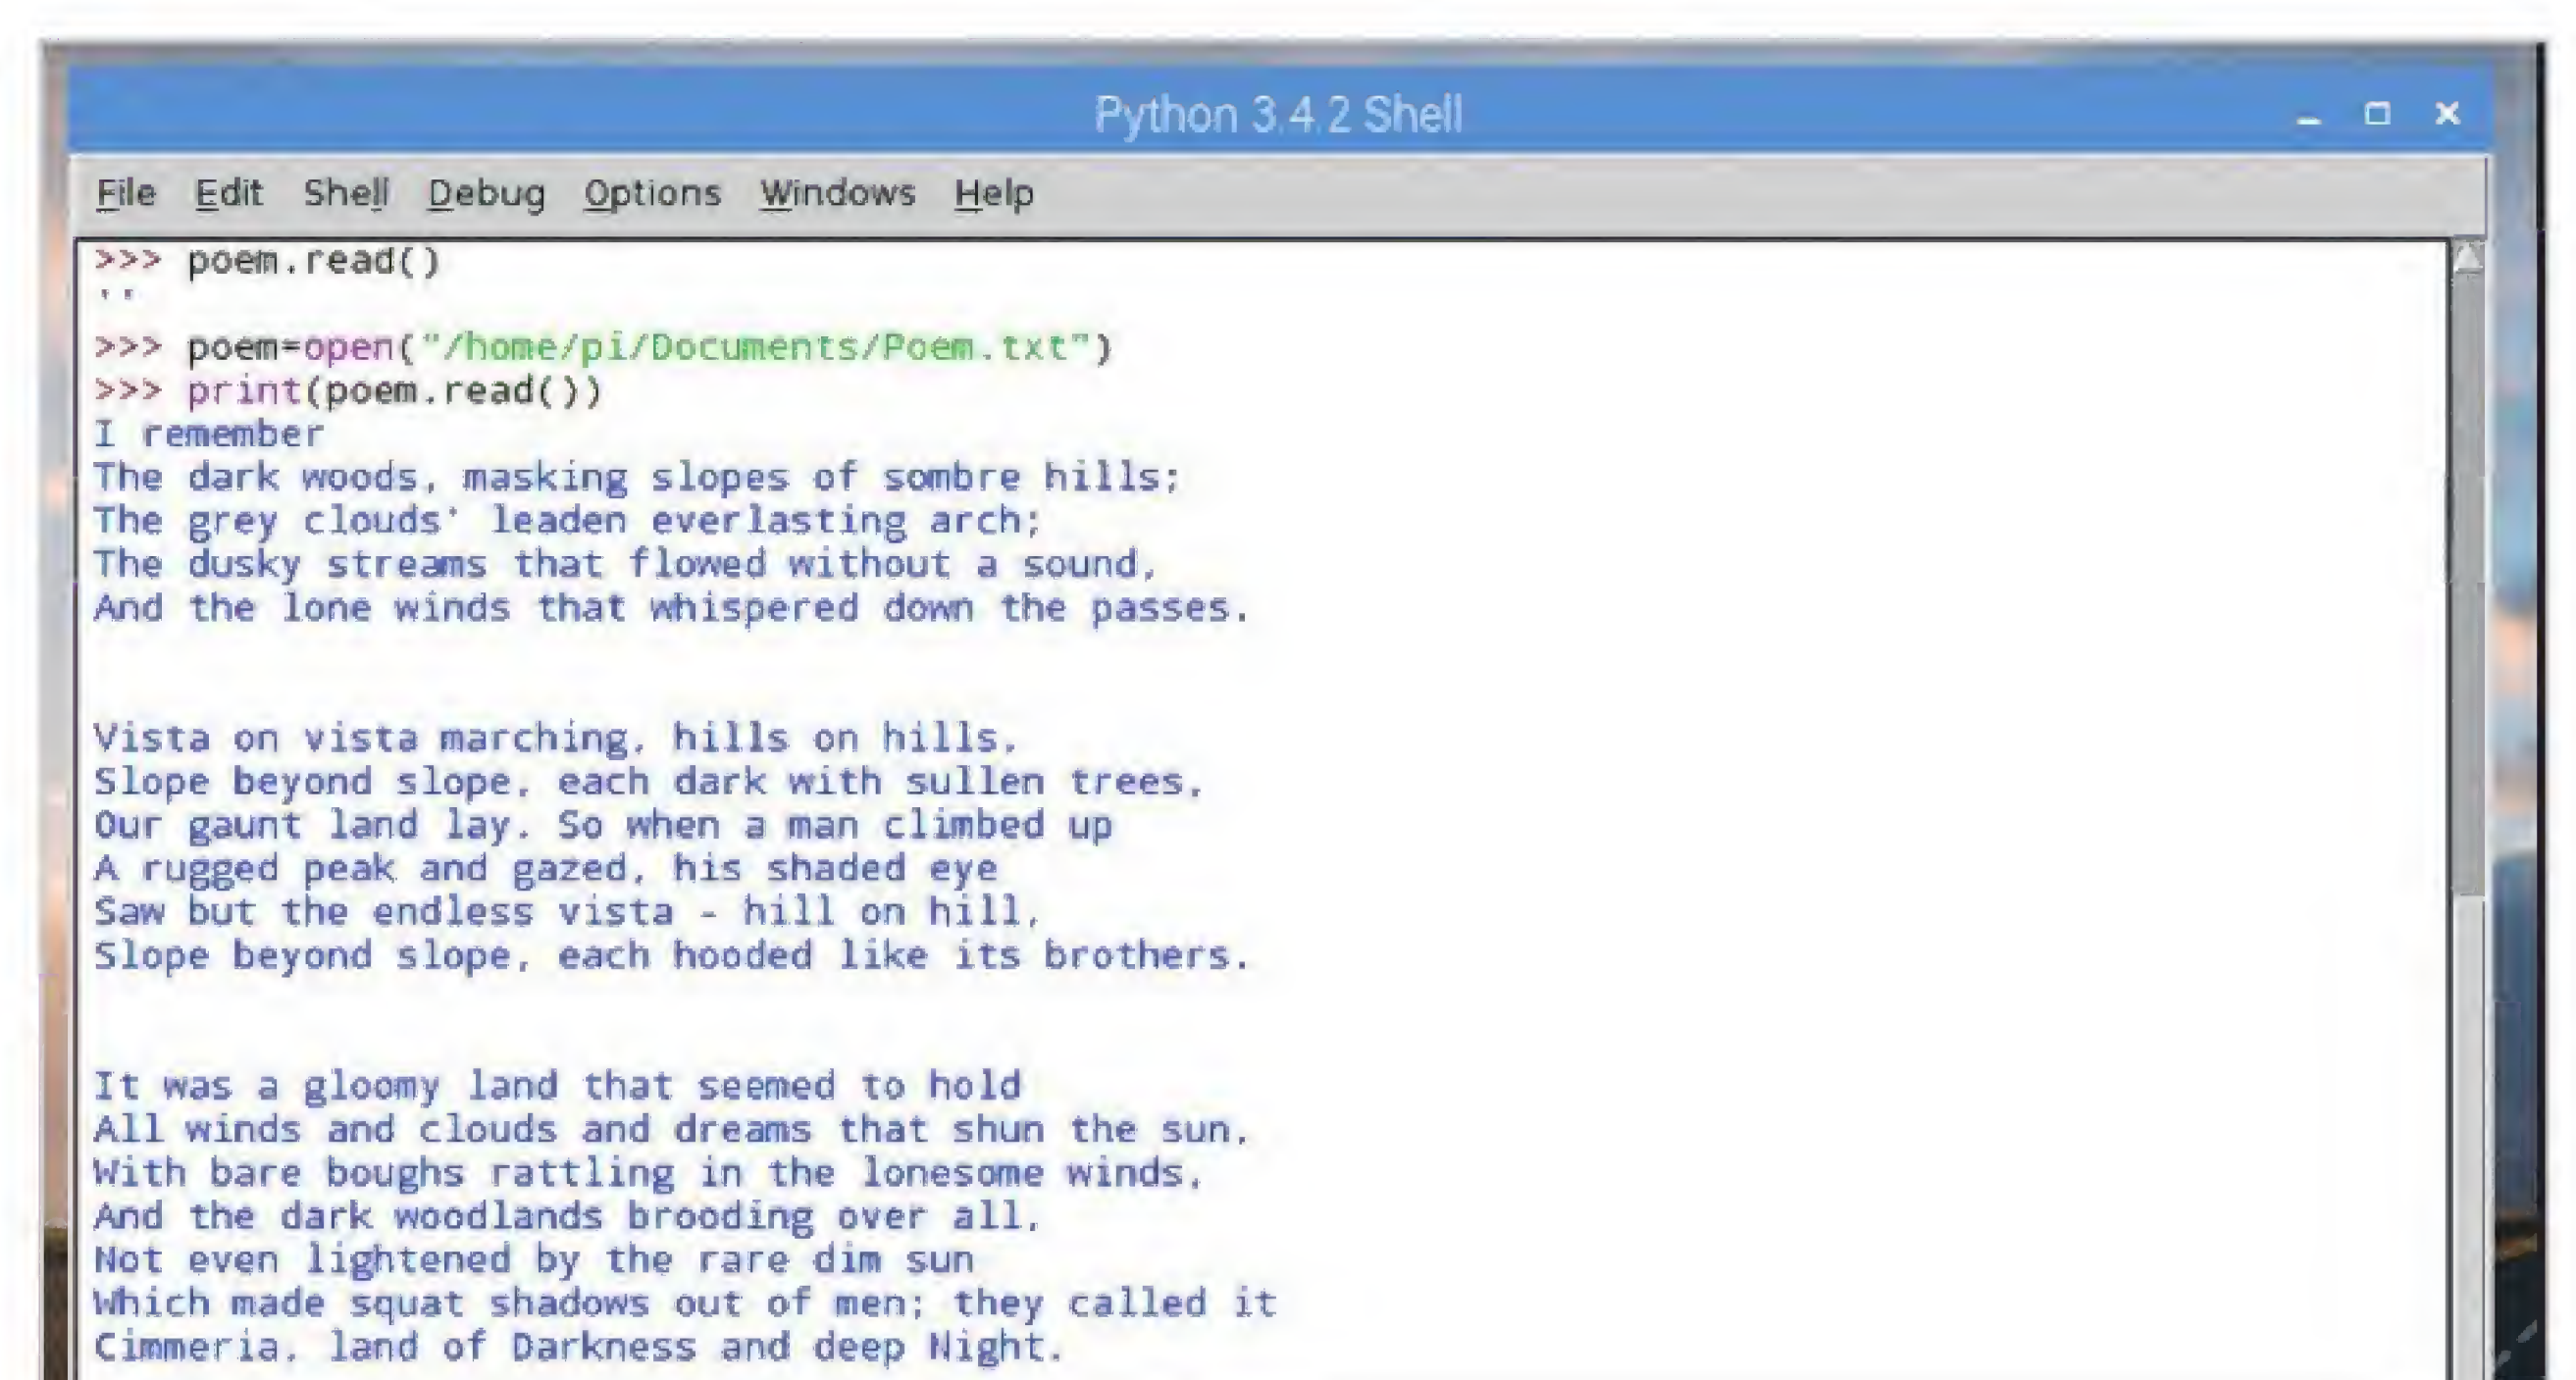 Python 3.4.2 Shell
File Edit Shell Debug Options Windows Help
>>> poem.read()
''
>>> poem=open("/home/pi/Documents/Poem.txt")
>>> print(poem.read())
I remember
The dark woods, masking slopes of sombre hills;
The grey clouds' leaden everlasting arch;
The dusky streams that flowed without a sound,
And the lone winds that whispered down the passes.
Vista on vista marching, hills on hills,
Slope beyond slope, each dark with sullen trees,
Our gaunt land lay. So when a man climbed up
A rugged peak and gazed, his shaded eye
Saw but the endless vista - hill on hill,
Slope beyond slope, each hooded like its brothers.
It was a gloomy land that seemed to hold
All winds and clouds and dreams that shun the sun,
With bare boughs rattling in the lonesome winds,
And the dark woodlands brooding over all,
Not even lightened by the rare dim sun
Which made squat shadows out of men; they called it
Cimmeria, land of Darkness and deep Night.